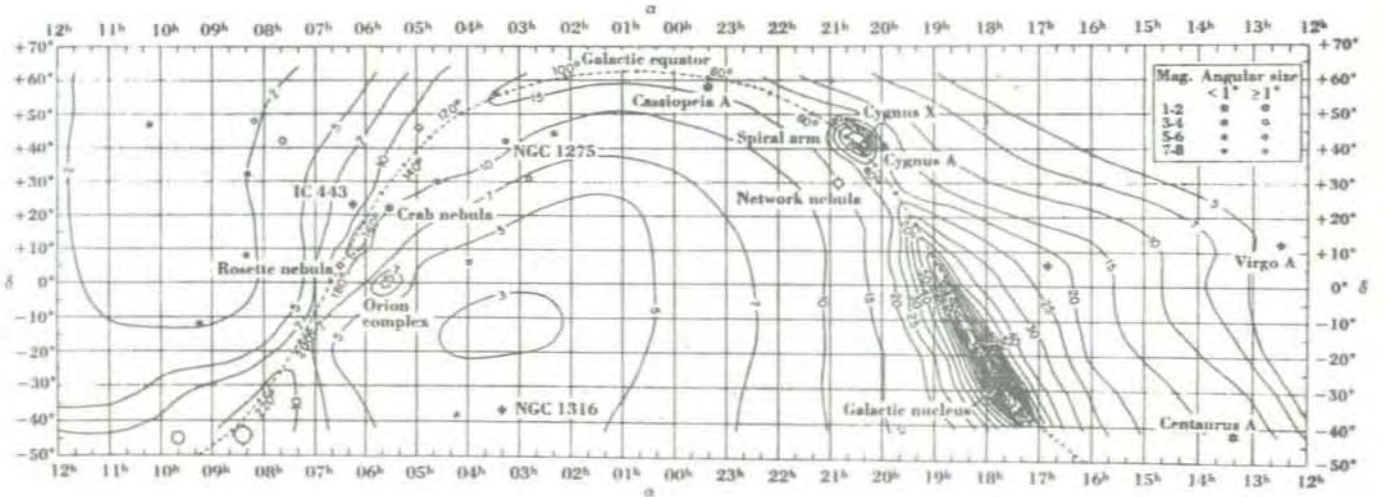 α
12ʰ 11ʰ 10ʰ 09ʰ 08ʰ 07ʰ 06ʰ 05ʰ 04ʰ 03ʰ 02ʰ 01ʰ 00ʰ 23ʰ 22ʰ 21ʰ 20ʰ 19ʰ 18ʰ 17ʰ 16ʰ 15ʰ 14ʰ 13ʰ 12ʰ
+70° +70°
Galactic equator
+60° 100° 80° +60°
Mag. Angular size
< 1° ≥ 1°
1-2
3-4
5-6
7-8
+50° 120° 15 Cassiopeia A Cygnus X +50°
Spiral arm
+40° 140° NGC 1275 Cygnus A +40°
+30° IC 443 Network nebula +30°
+20° Crab nebula +20°
+10° Virgo A +10°
Rosette nebula
δ 0° 180° 0° δ
Orion
complex
−10° −10°
−20° −20°
−30° −30°
−40° NGC 1316 Galactic nucleus Centaurus A −40°
−50° −50°
12ʰ 11ʰ 10ʰ 09ʰ 08ʰ 07ʰ 06ʰ 05ʰ 04ʰ 03ʰ 02ʰ 01ʰ 00ʰ 23ʰ 22ʰ 21ʰ 20ʰ 19ʰ 18ʰ 17ʰ 16ʰ 15ʰ 14ʰ 13ʰ 12ʰ
α